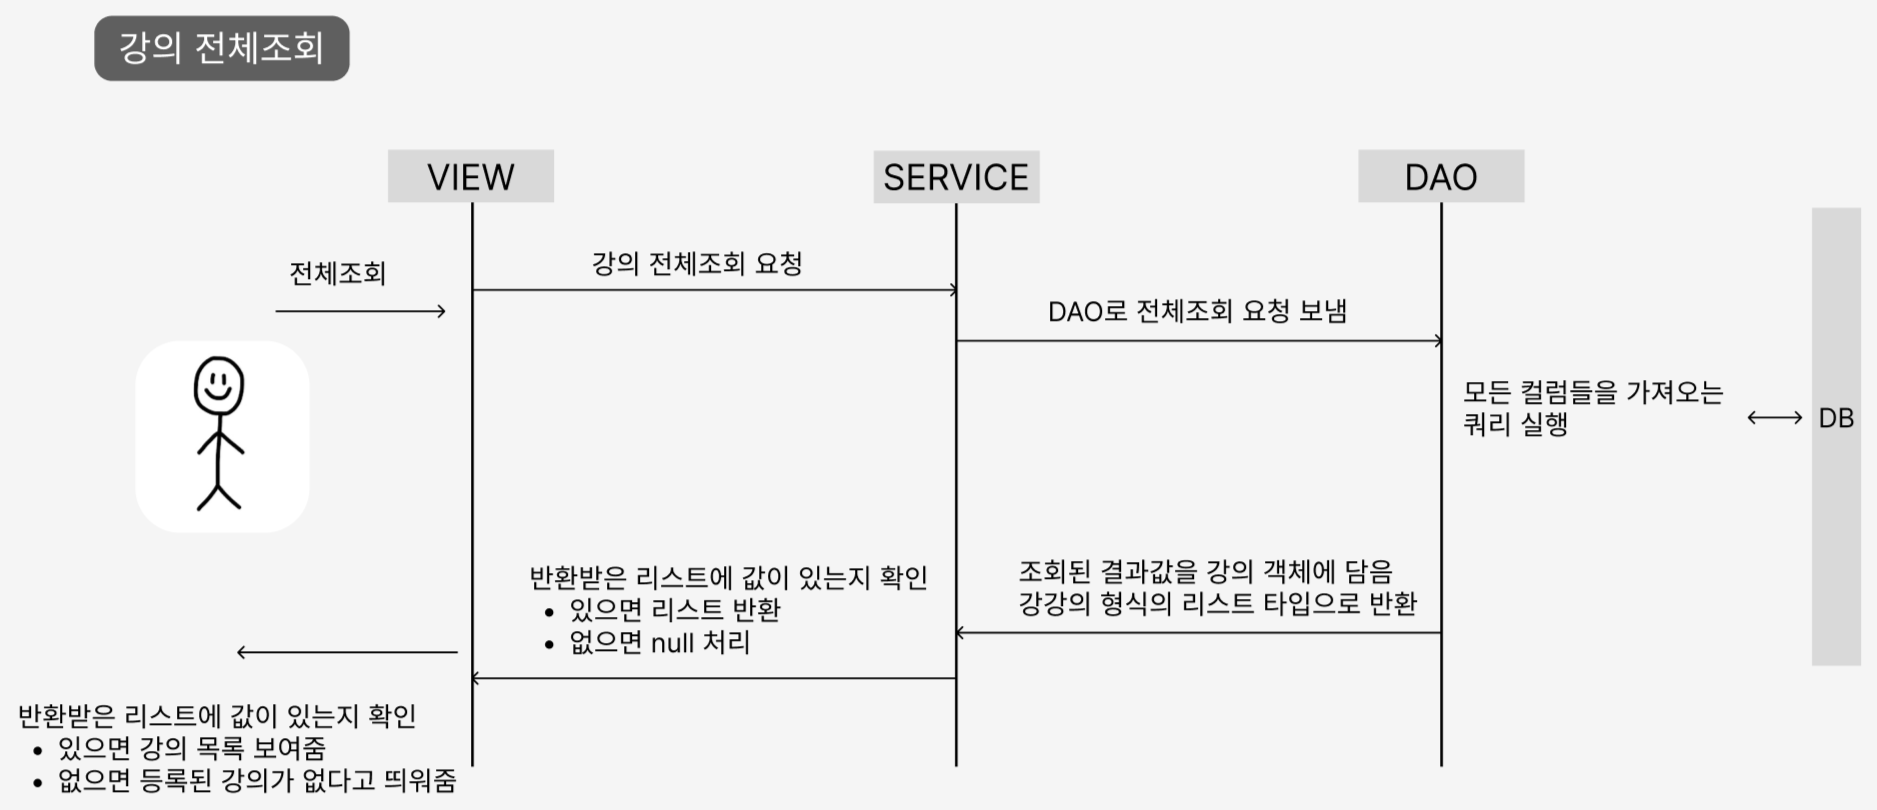 강의 전체조회
VIEW
SERVICE
DAO
전체조회
강의 전체조회 요청
DAO로 전체조회 요청 보냄
모든 컬럼들을 가져오는
쿼리 실행
DB
조회된 결과값을 강의 객체에 담음
강강의 형식의 리스트 타입으로 반환
반환받은 리스트에 값이 있는지 확인
• 있으면 리스트 반환
• 없으면 null 처리
반환받은 리스트에 값이 있는지 확인
• 있으면 강의 목록 보여줌
• 없으면 등록된 강의가 없다고 띄워줌